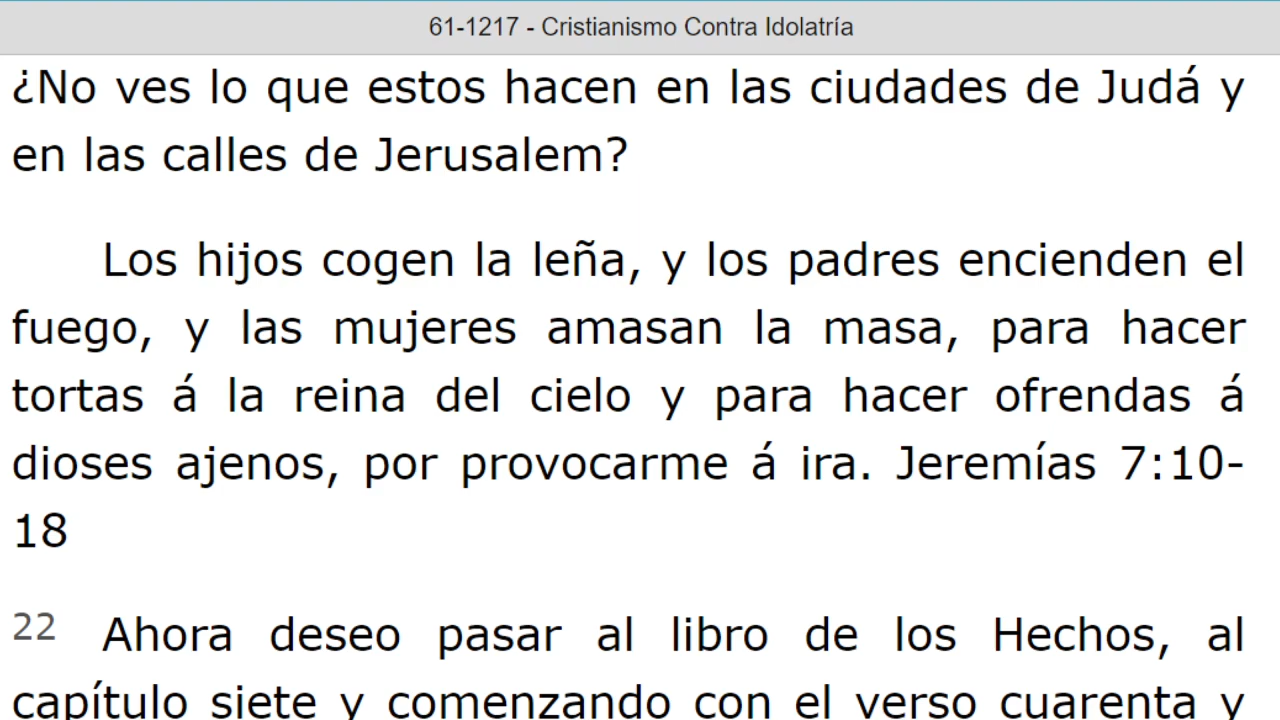 61-1217 - Cristianismo Contra Idolatría
¿No ves lo que estos hacen en las ciudades de Judá y
en las calles de Jerusalem?
Los hijos cogen la leña, y los padres encienden el
fuego, y las mujeres amasan la masa, para hacer
tortas á la reina del cielo y para hacer ofrendas á
dioses ajenos, por provocarme á ira. Jeremías 7:10-
18
22 Ahora deseo pasar al libro de los Hechos, al
capítulo siete y comenzando con el verso cuarenta y